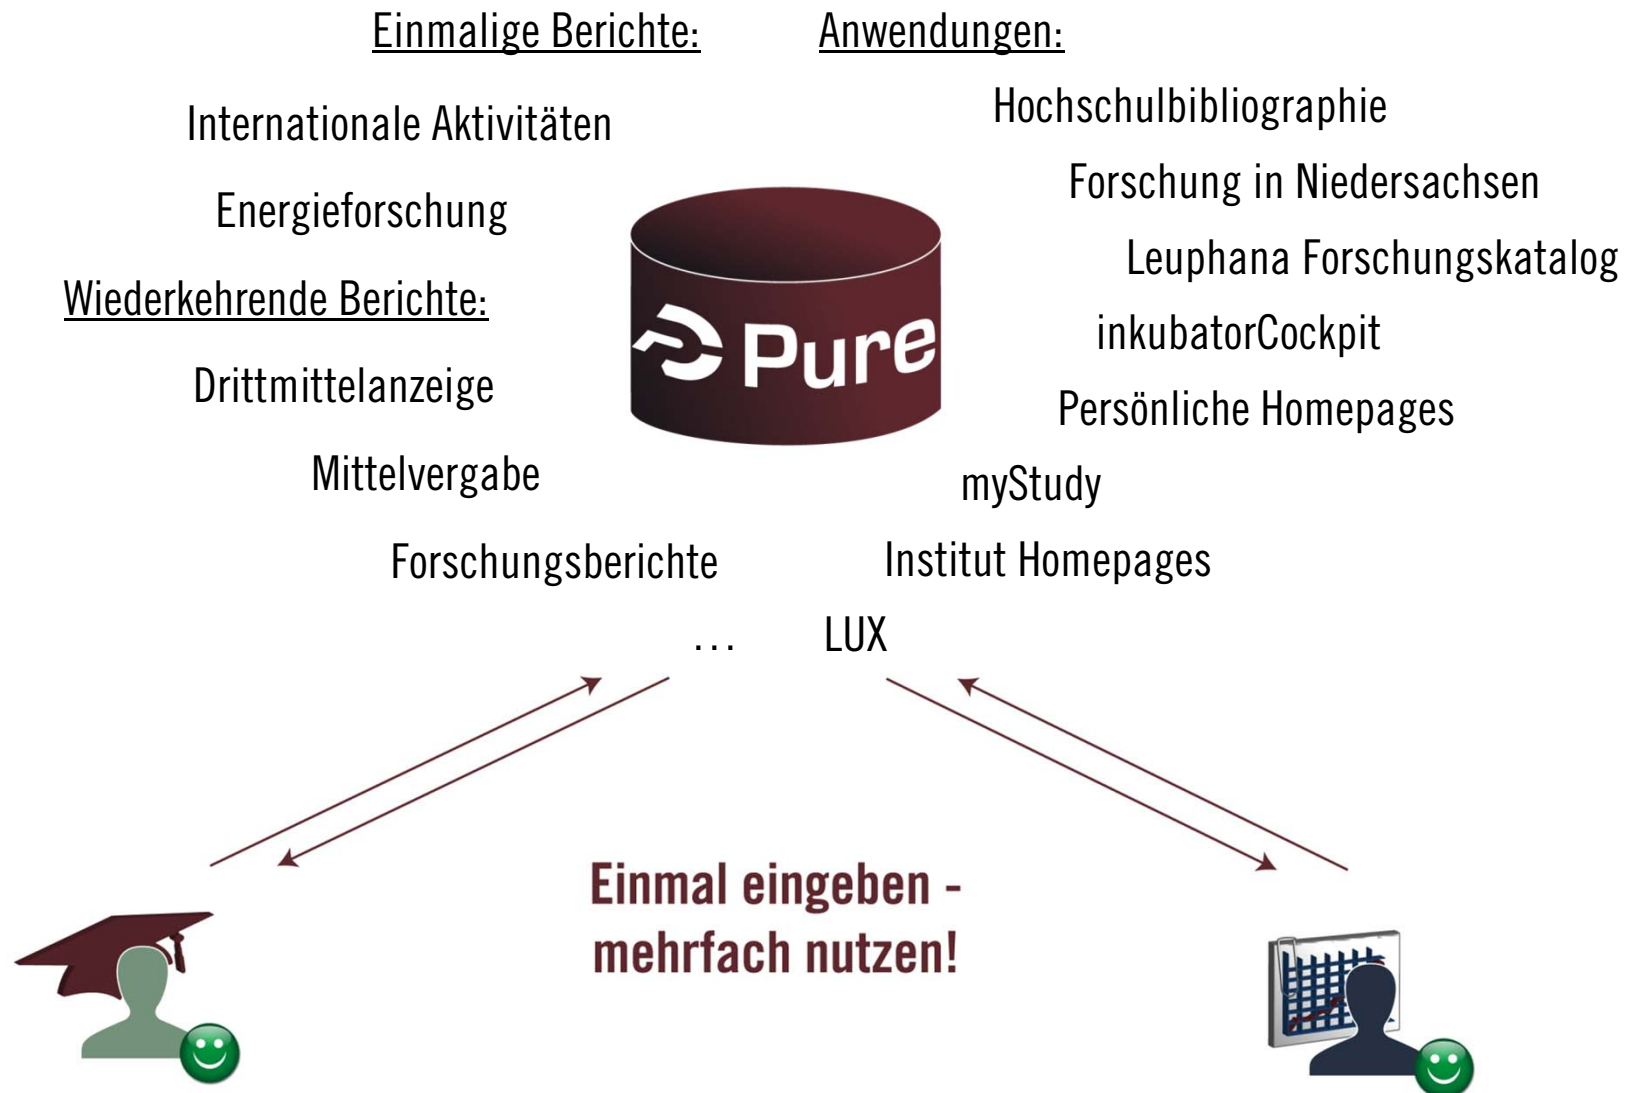 Einmalige Berichte:
Internationale Aktivitäten
Energieforschung
Wiederkehrende Berichte:
Drittmittelanzeige
Mittelvergabe
Forschungsberichte
...
Anwendungen:
Hochschulbibliographie
Forschung in Niedersachsen
Leuphana Forschungskatalog
inkubatorCockpit
Persönliche Homepages
myStudy
Institut Homepages
LUX
Pure
Einmal eingeben -
mehrfach nutzen!